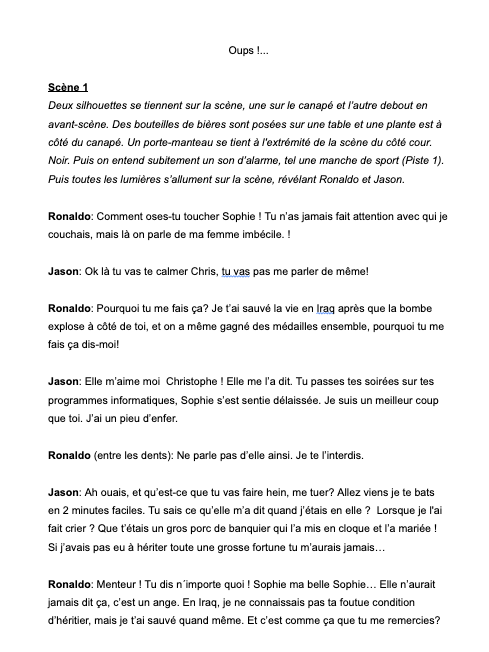 Oups !...
Scène 1
Deux silhouettes se tiennent sur la scène, une sur le canapé et l'autre debout en
avant-scène. Des bouteilles de bières sont posées sur une table et une plante est à
côté du canapé. Un porte-manteau se tient à l'extrémité de la scène du côté cour.
Noir. Puis on entend subitement un son d'alarme, tel une manche de sport (Piste 1).
Puis toutes les lumières s'allument sur la scène, révélant Ronaldo et Jason.
Ronaldo: Comment oses-tu toucher Sophie ! Tu n'as jamais fait attention avec qui je
couchais, mais là on parle de ma femme imbécile. !
Jason: Ok là tu vas te calmer Chris, tu vas pas me parler de même!
Ronaldo: Pourquoi tu me fais ça? Je t'ai sauvé la vie en Iraq après que la bombe
explose à côté de toi, et on a même gagné des médailles ensemble, pourquoi tu me
fais ça dis-moi!
Jason: Elle m'aime moi  Christophe ! Elle me l'a dit. Tu passes tes soirées sur tes
programmes informatiques, Sophie s'est sentie délaissée. Je suis un meilleur coup
que toi. J'ai un pieu d'enfer.
Ronaldo (entre les dents): Ne parle pas d'elle ainsi. Je te l'interdis.
Jason: Ah ouais, et qu'est-ce que tu vas faire hein, me tuer? Allez viens je te bats
en 2 minutes faciles. Tu sais ce qu'elle m'a dit quand j'étais en elle ?  Lorsque je l'ai
fait crier ? Que t'étais un gros porc de banquier qui l'a mis en cloque et l'a mariée !
Si j'avais pas eu à hériter toute une grosse fortune tu m'aurais jamais…
Ronaldo: Menteur ! Tu dis n´importe quoi ! Sophie ma belle Sophie… Elle n'aurait
jamais dit ça, c'est un ange. En Iraq, je ne connaissais pas ta foutue condition
d'héritier, mais je t'ai sauvé quand même. Et c'est comme ça que tu me remercies?